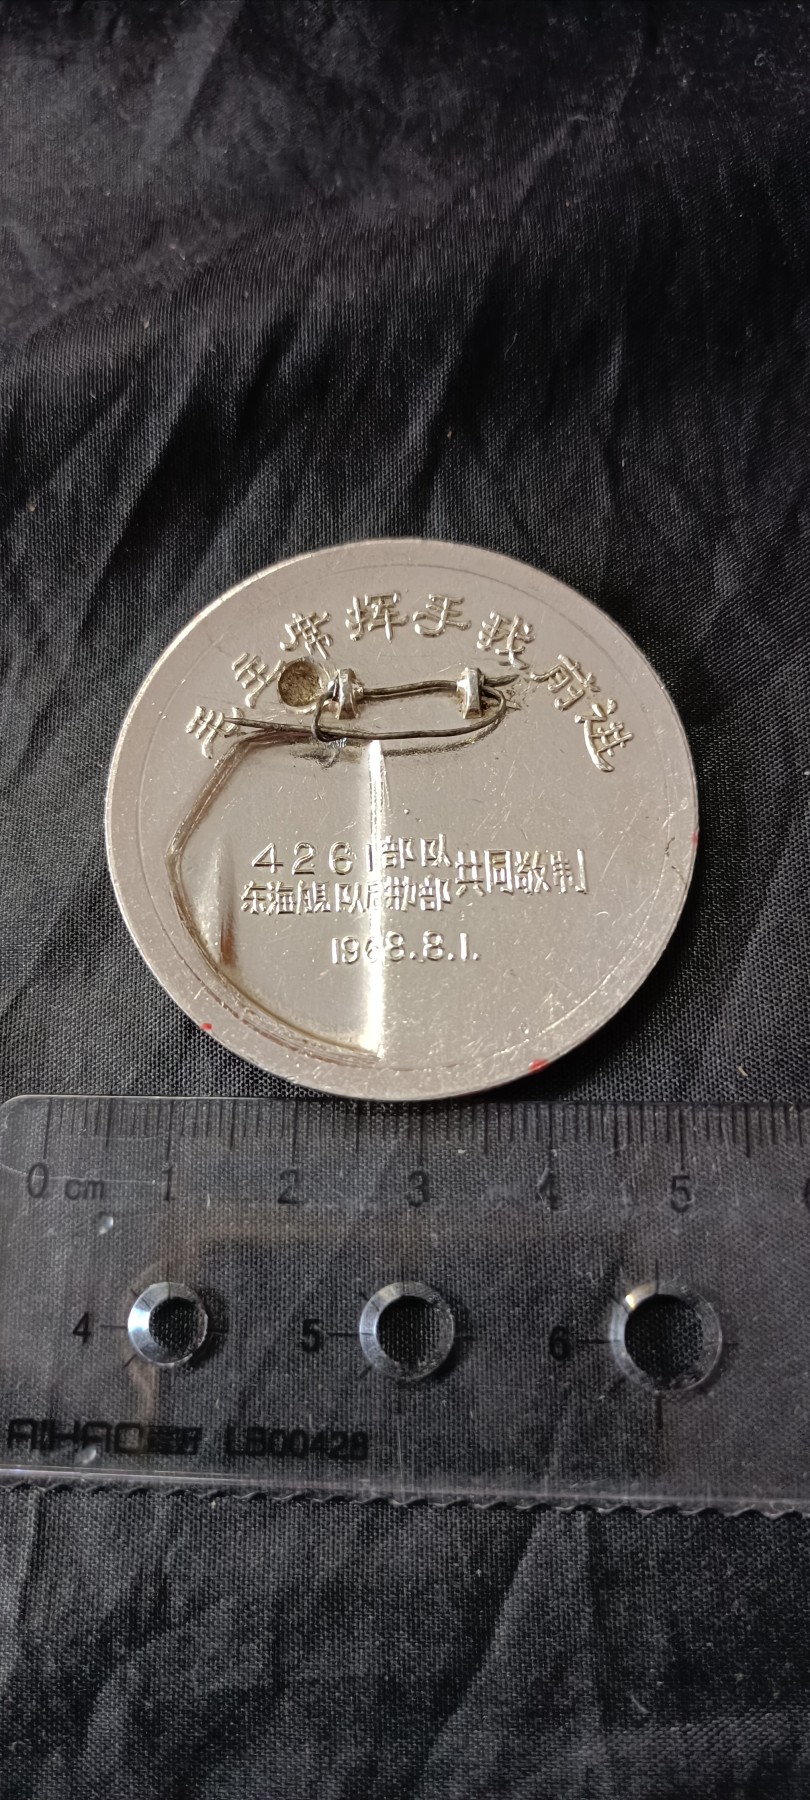 毛主席挥手我前进
4261部队
东海舰队后勤部共同敬制
1968.8.1.
0 cm 1 2 3 4 5
4 5 6
LB00428